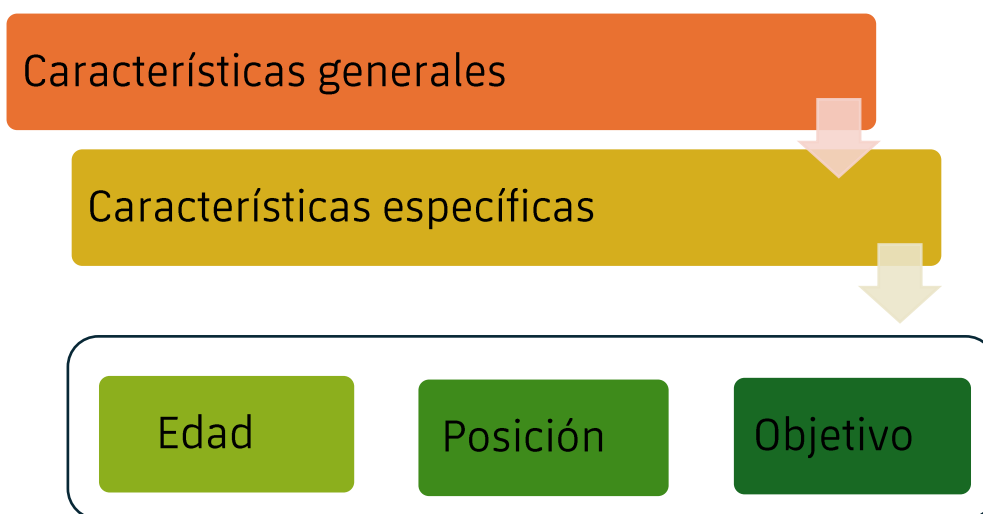 Características generales
Características específicas
Edad
Posición
Objetivo